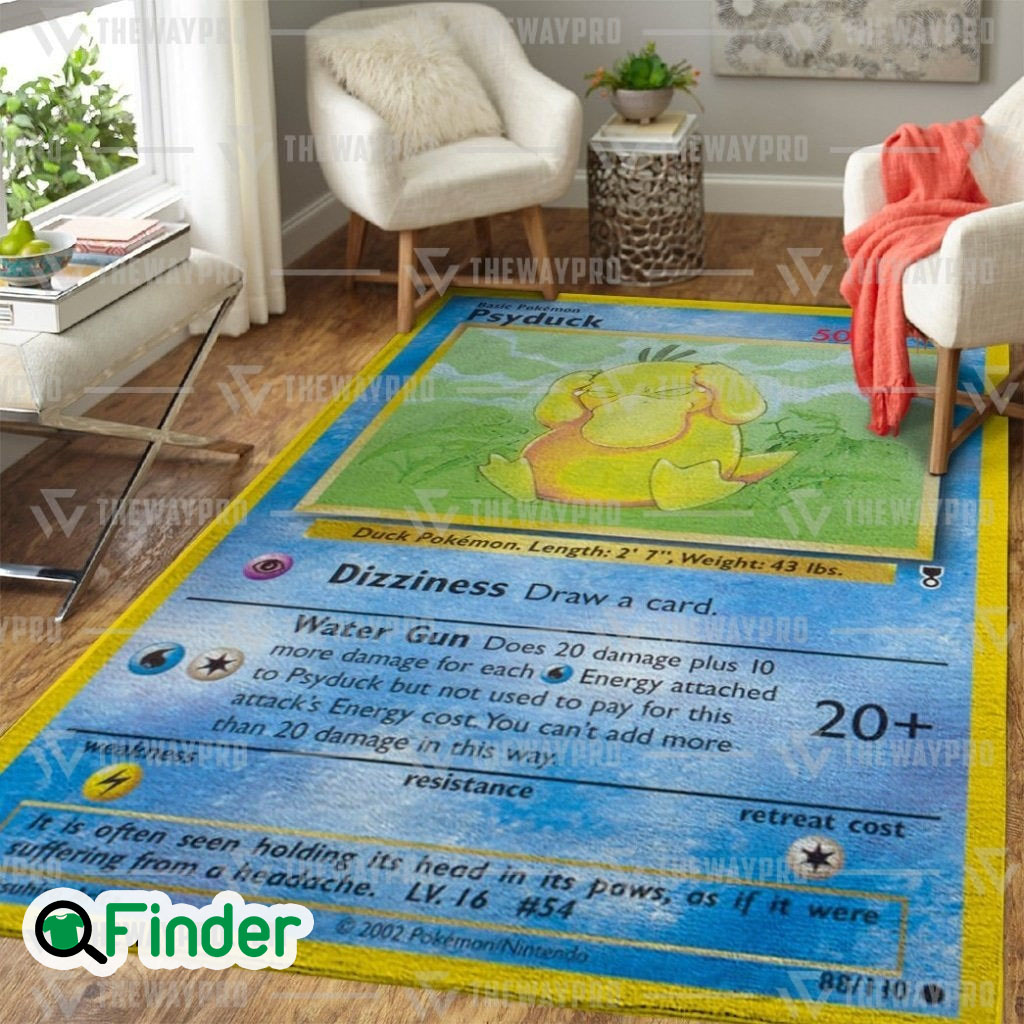 Basic Pokémon
Psyduck
50
Duck Pokémon. Length: 2' 7", Weight: 43 lbs.
Dizziness Draw a card.
Water Gun Does 20 damage plus 10
more damage for each Energy attached
to Psyduck but not used to pay for this
attack's Energy cost. You can't add more
than 20 damage in this way.
20+
weakness
resistance
retreat cost
It is often seen holding its head in its paws, as if it were
suffering from a headache. LV. 16 #54
© 2002 Pokémon/Nintendo
88/110
Finder
THEWAYPRO